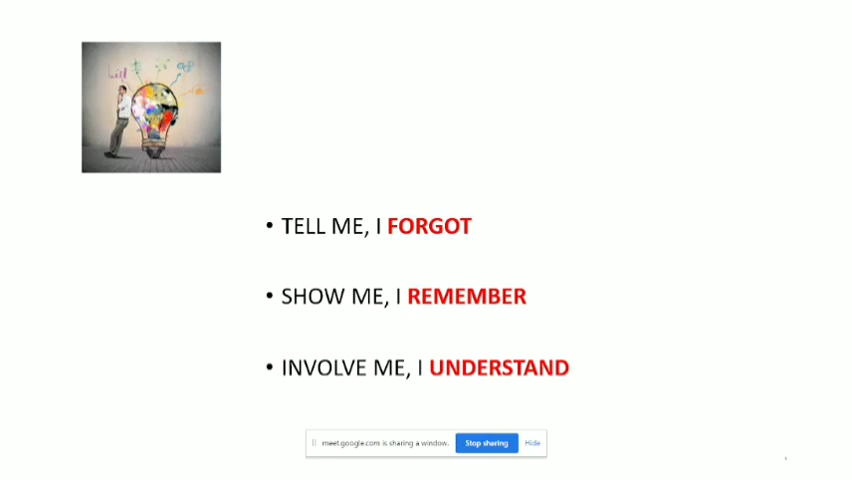 • TELL ME, I FORGOT
• SHOW ME, I REMEMBER
• INVOLVE ME, I UNDERSTAND
meet.google.com is sharing a window. Stop sharing Hide